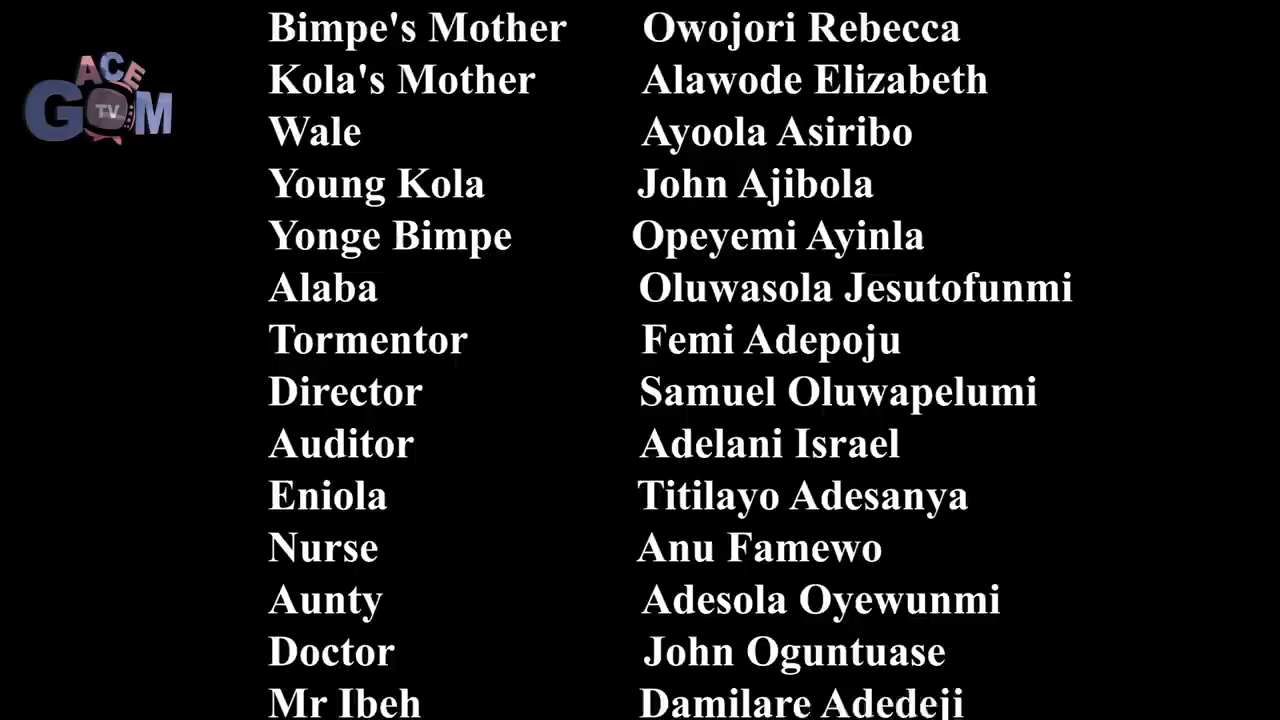 ACE
GOM
TV
Bimpe's Mother Owojori Rebecca
Kola's Mother Alawode Elizabeth
Wale Ayoola Asiribo
Young Kola John Ajibola
Yonge Bimpe Opeyemi Ayinla
Alaba Oluwasola Jesutofunmi
Tormentor Femi Adepoju
Director Samuel Oluwapelumi
Auditor Adelani Israel
Eniola Titilayo Adesanya
Nurse Anu Famewo
Aunty Adesola Oyewunmi
Doctor John Oguntuase
Mr Ibeh Damilare Adedeji